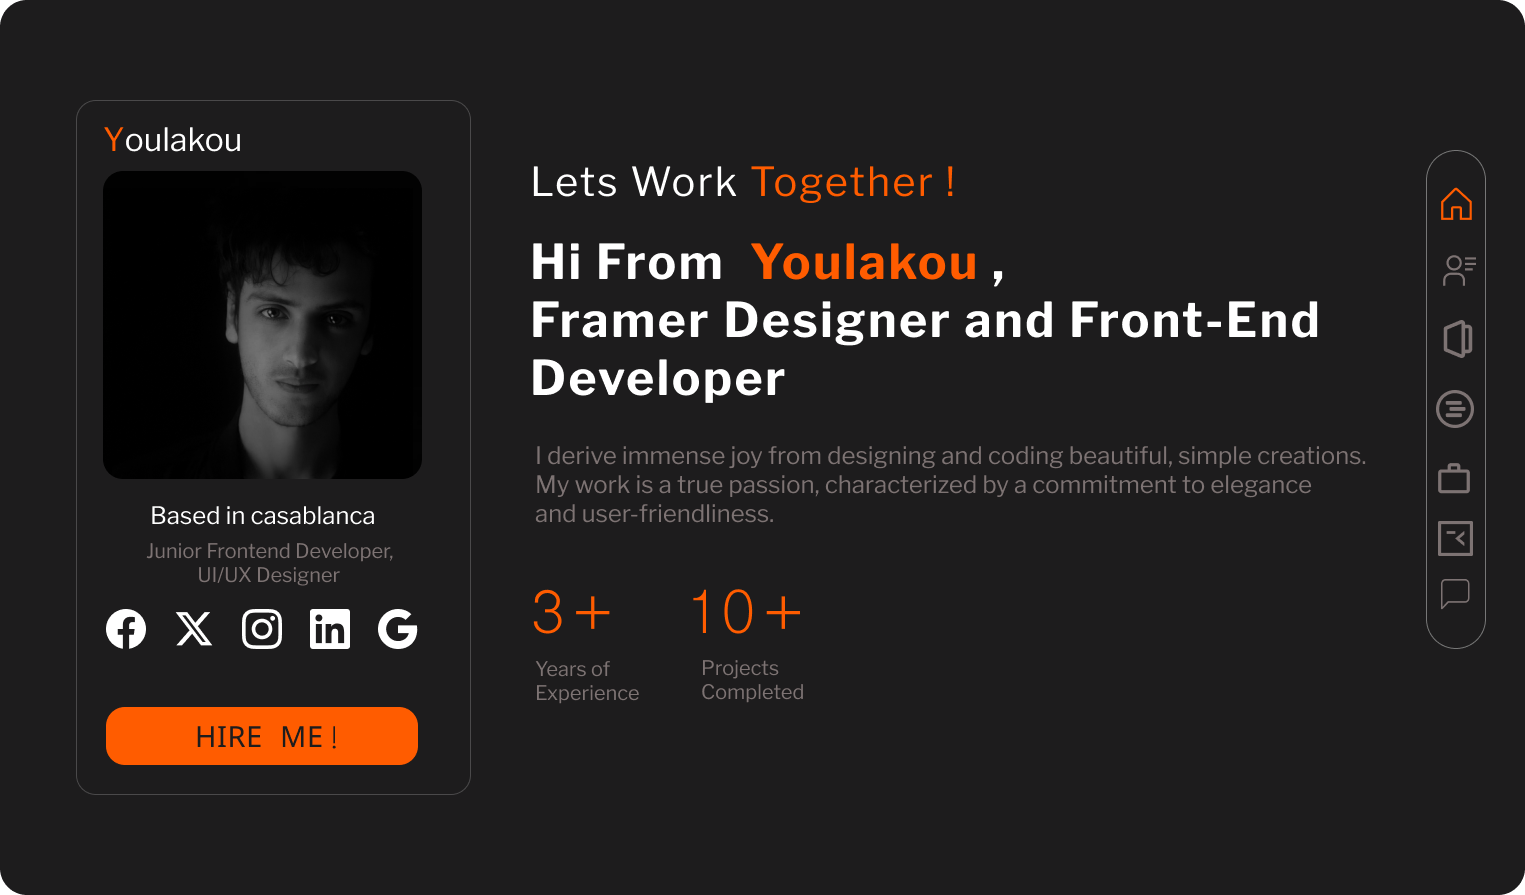 Youlakou
Based in casablanca
Junior Frontend Developer,
UI/UX Designer
HIRE ME !
Lets Work Together !
Hi From Youlakou ,
Framer Designer and Front-End
Developer
I derive immense joy from designing and coding beautiful, simple creations.
My work is a true passion, characterized by a commitment to elegance
and user-friendliness.
3+
Years of
Experience
10+
Projects
Completed